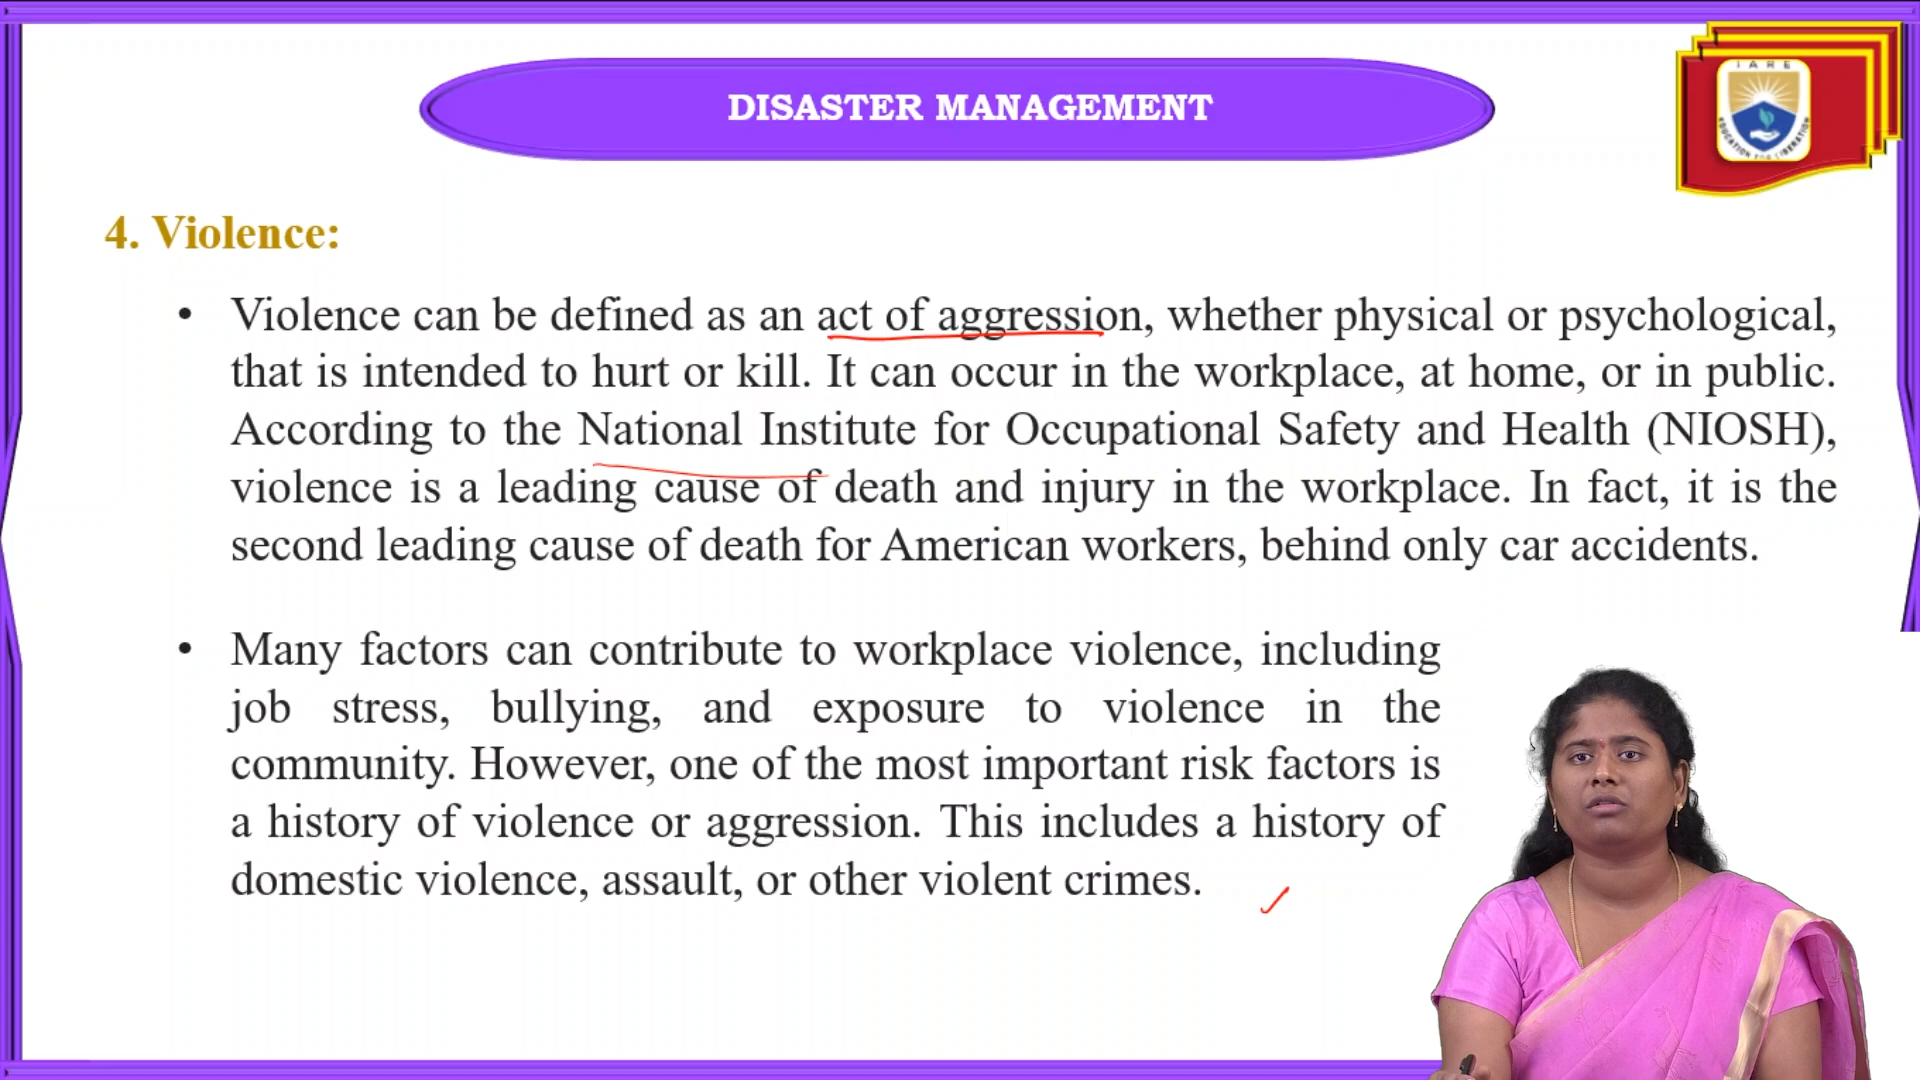 DISASTER MANAGEMENT
IARE
EDUCATION FOR LIBERATION
4. Violence:
• Violence can be defined as an act of aggression, whether physical or psychological,
that is intended to hurt or kill. It can occur in the workplace, at home, or in public.
According to the National Institute for Occupational Safety and Health (NIOSH),
violence is a leading cause of death and injury in the workplace. In fact, it is the
second leading cause of death for American workers, behind only car accidents.
• Many factors can contribute to workplace violence, including
job stress, bullying, and exposure to violence in the
community. However, one of the most important risk factors is
a history of violence or aggression. This includes a history of
domestic violence, assault, or other violent crimes.